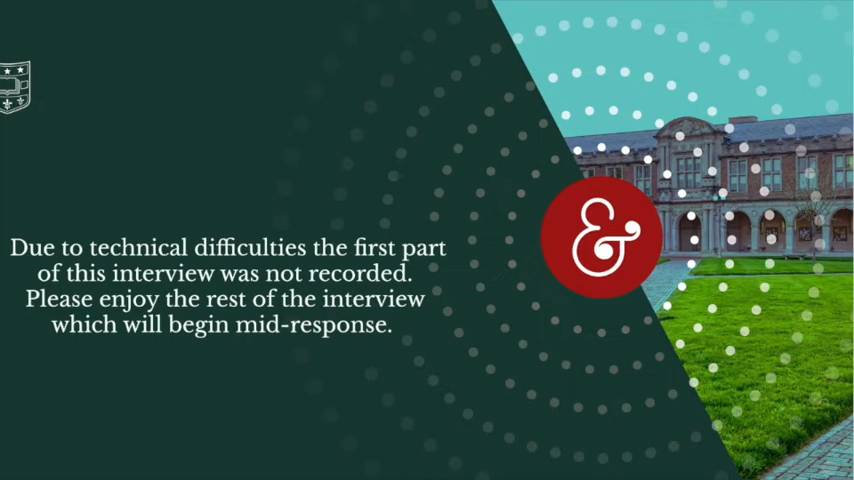 Due to technical difficulties the first part
of this interview was not recorded.
Please enjoy the rest of the interview
which will begin mid-response.
&